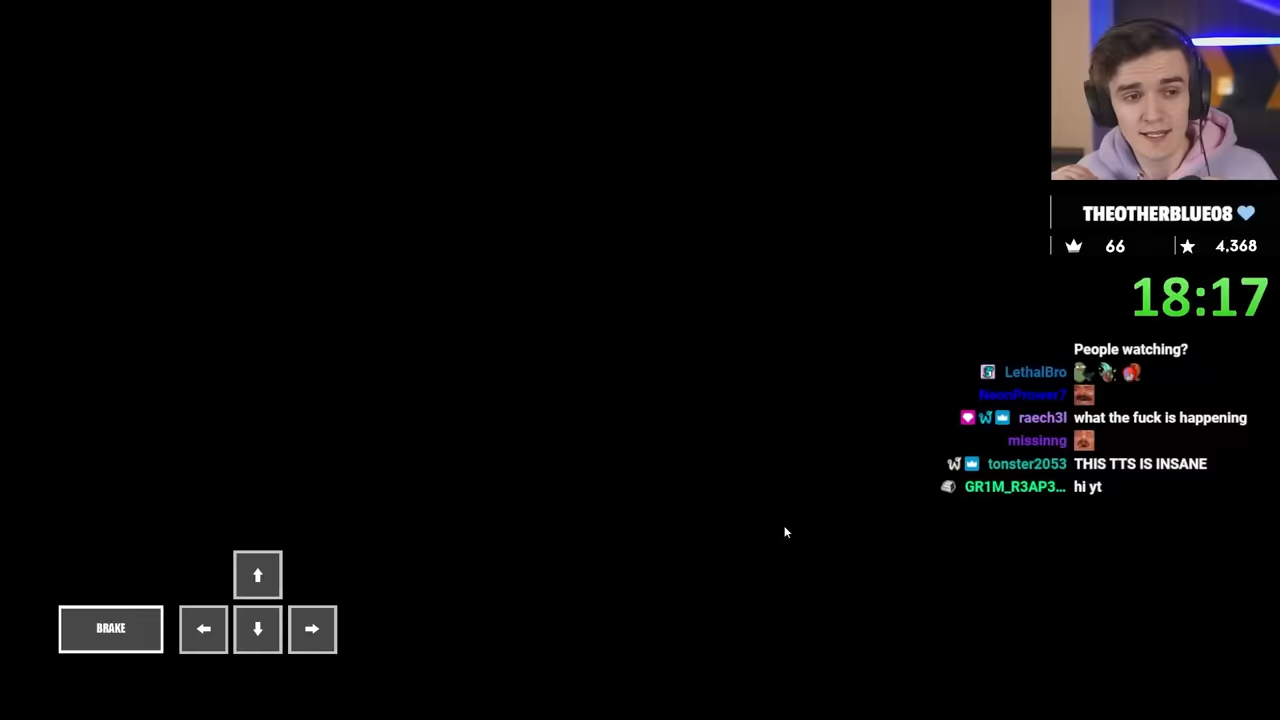 THEOTHERBLUE08
66 4,368
18:17
People watching?
LethalBro
NeonPrower7
raech3l what the fuck is happening
missinng
tonster2053 THIS TTS IS INSANE
GR1M_R3AP3... hi yt
BRAKE